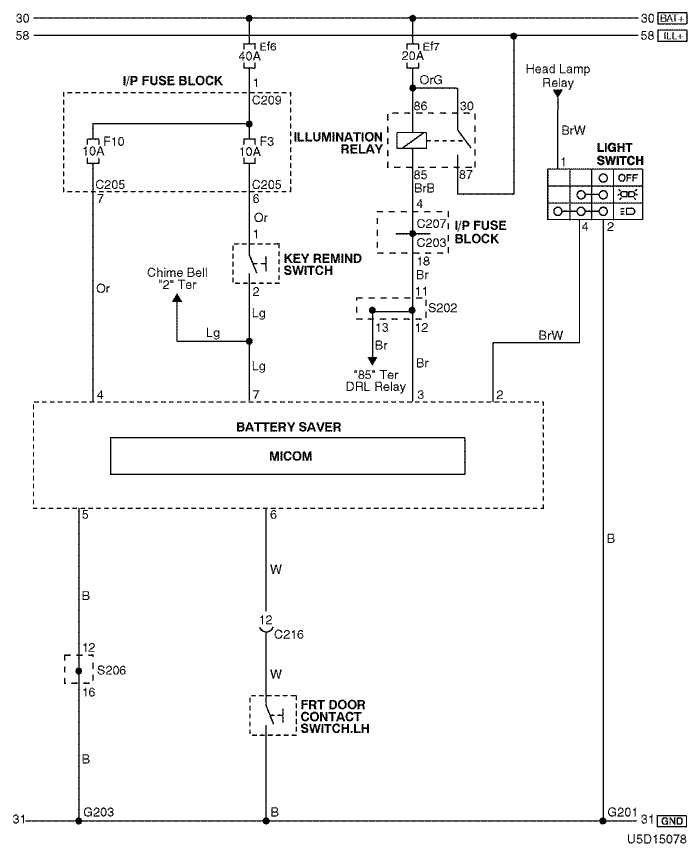 30 30 BAT+
58 58 ILL+
Ef6
40A
Ef7
20A
OrG
1
I/P FUSE BLOCK
C209
Head Lamp
Relay
86 30
F10
10A
F3
10A
ILLUMINATION
RELAY
BrW
LIGHT
SWITCH
1
OFF
C205 C205
85 87
BrB
7 6
Or
4
C207
C203
I/P FUSE
BLOCK
4 2
1
KEY REMIND
SWITCH
18
Br
Chime Bell
"2" Ter
2
11
S202
Or
Lg
13 12
Br
Lg
BrW
Lg
Br
"85" Ter
DRL Relay
4 7 3 2
BATTERY SAVER
MICOM
5 6
B
W
B
12
C216
12
S206
16
W
FRT DOOR
CONTACT
SWITCH.LH
B
31 G203 B G201 31 GND
U5D15078